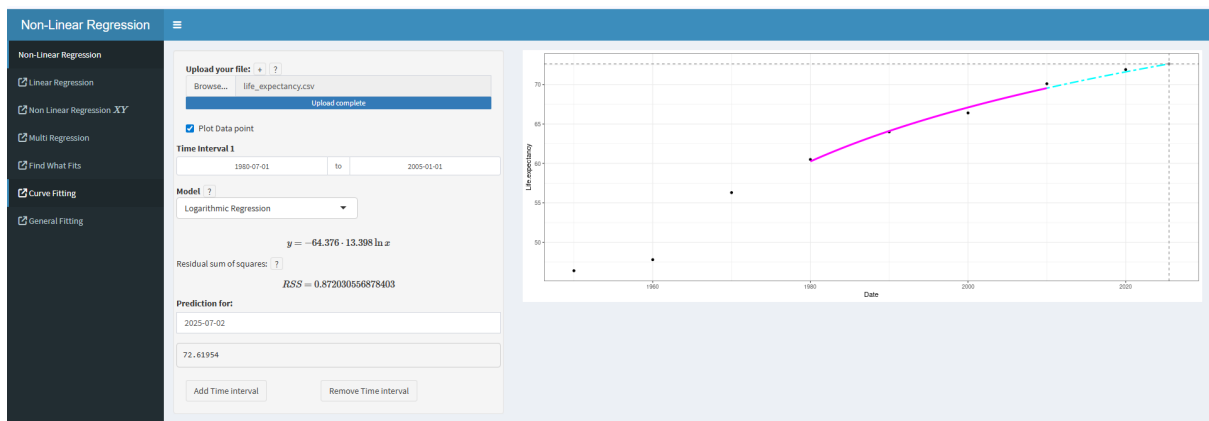 Non-Linear Regression
Non-Linear Regression
Linear Regression
Non Linear Regression XY
Multi Regression
Find What Fits
Curve Fitting
General Fitting
Upload your file: + ?
Browse... life_expectancy.csv
Upload complete
Plot Data point
Time Interval 1
1980-07-01 to 2005-01-01
Model ?
Logarithmic Regression
y = −64.376 · 13.398 ln x
Residual sum of squares: ?
RSS = 0.872030556878403
Prediction for:
2025-07-02
72.61954
Add Time interval Remove Time interval
70
65
60
55
50
Life.expectancy
1960 1980 2000 2020
Date